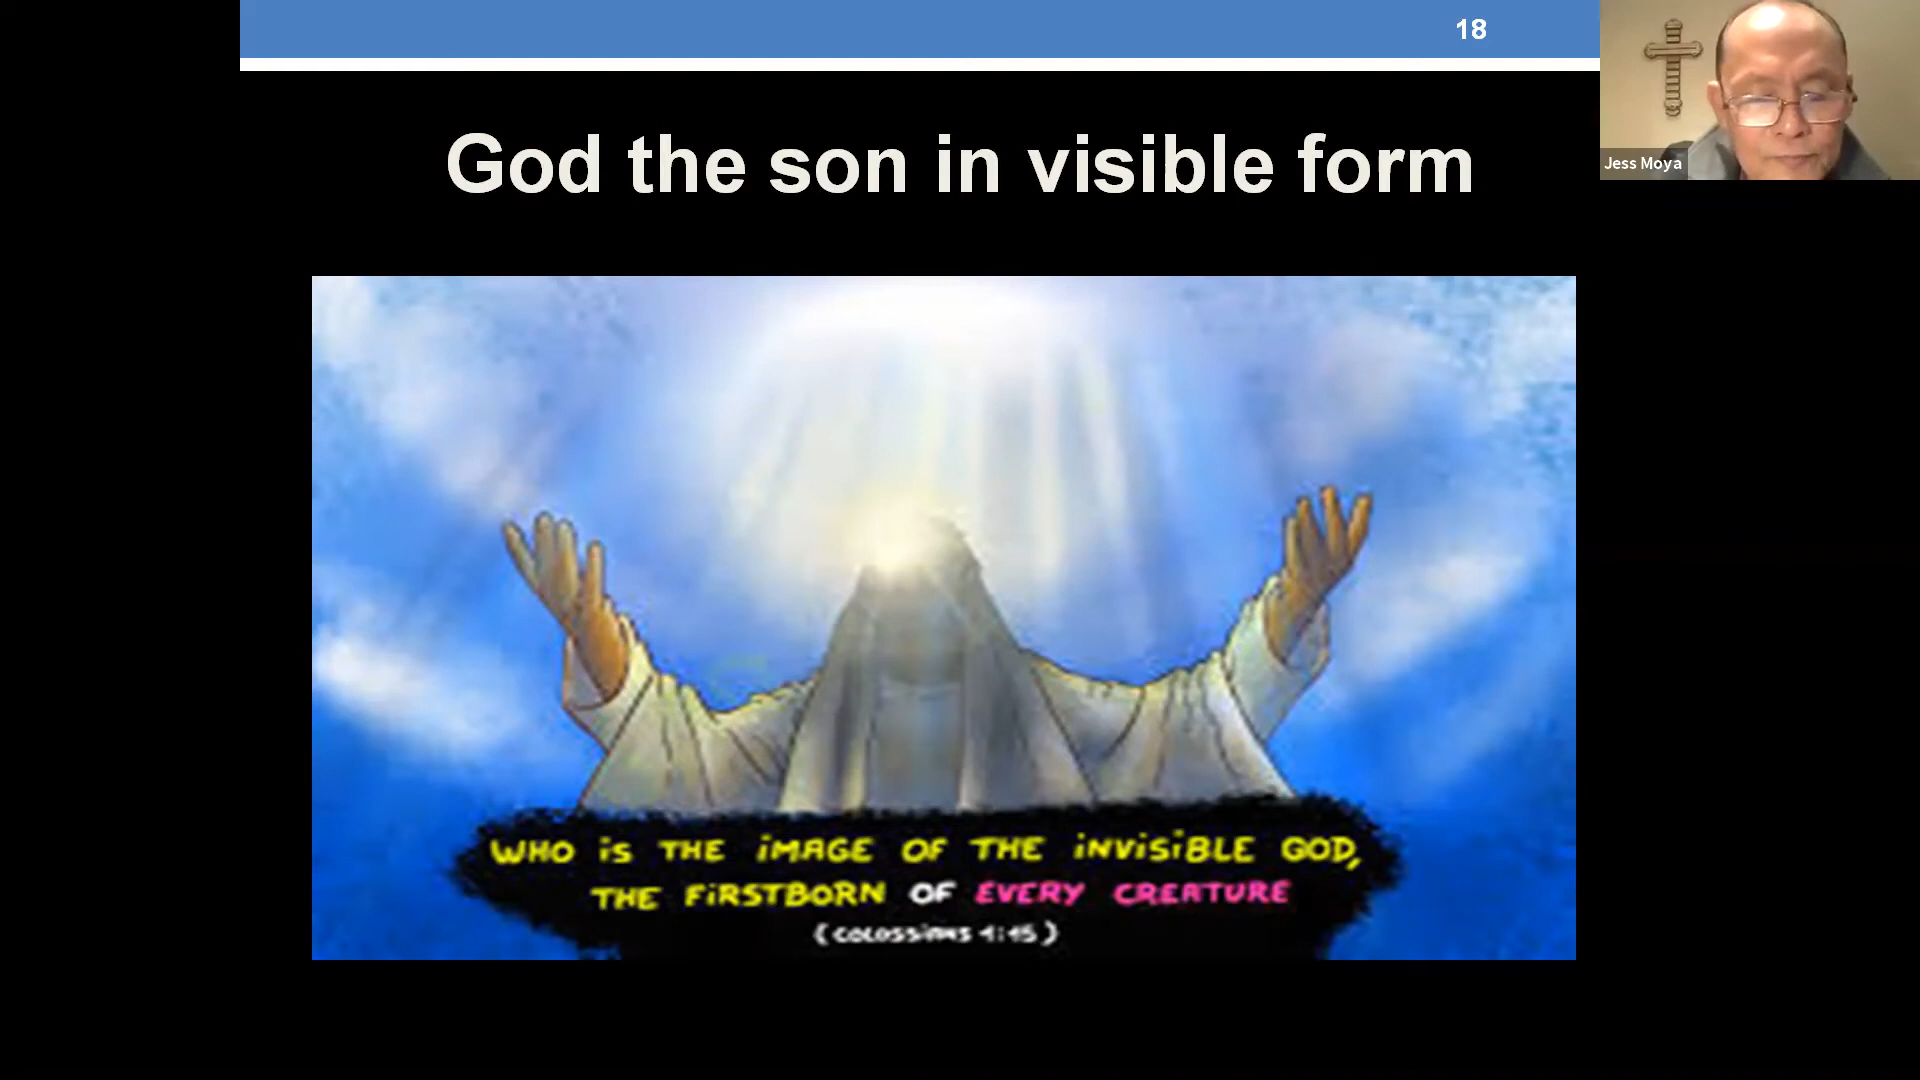 18
Jess Moya
God the son in visible form
WHO iS THE iMAGE OF THE iNViSiBLE GOD,
THE FiRSTBORN OF EVERY CREATURE
(COLOSSiANS 1:15)